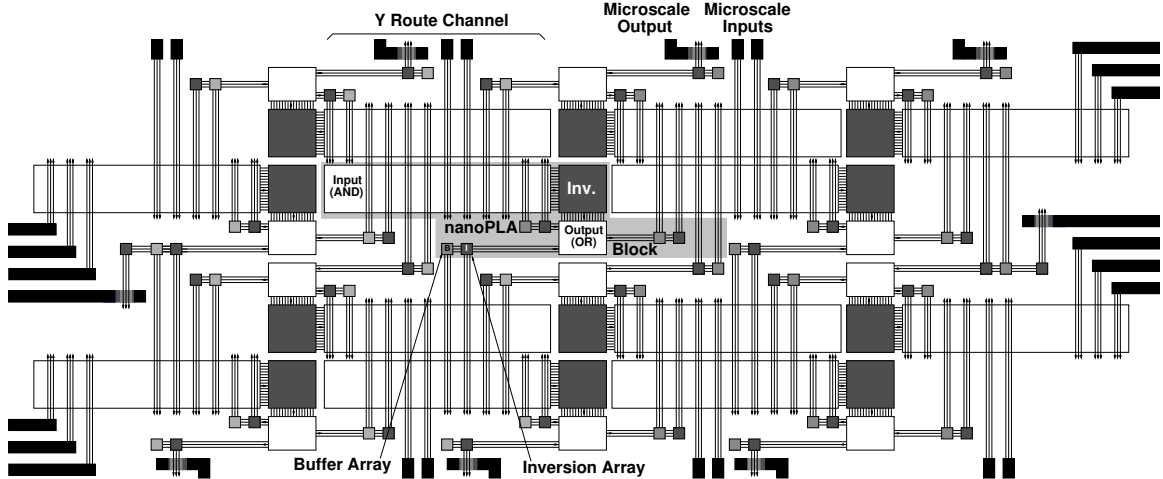 Microscale Output
Microscale Inputs
Y Route Channel
Input
(AND)
Inv.
nanoPLA
Output
(OR)
B
I
Block
Buffer Array
Inversion Array